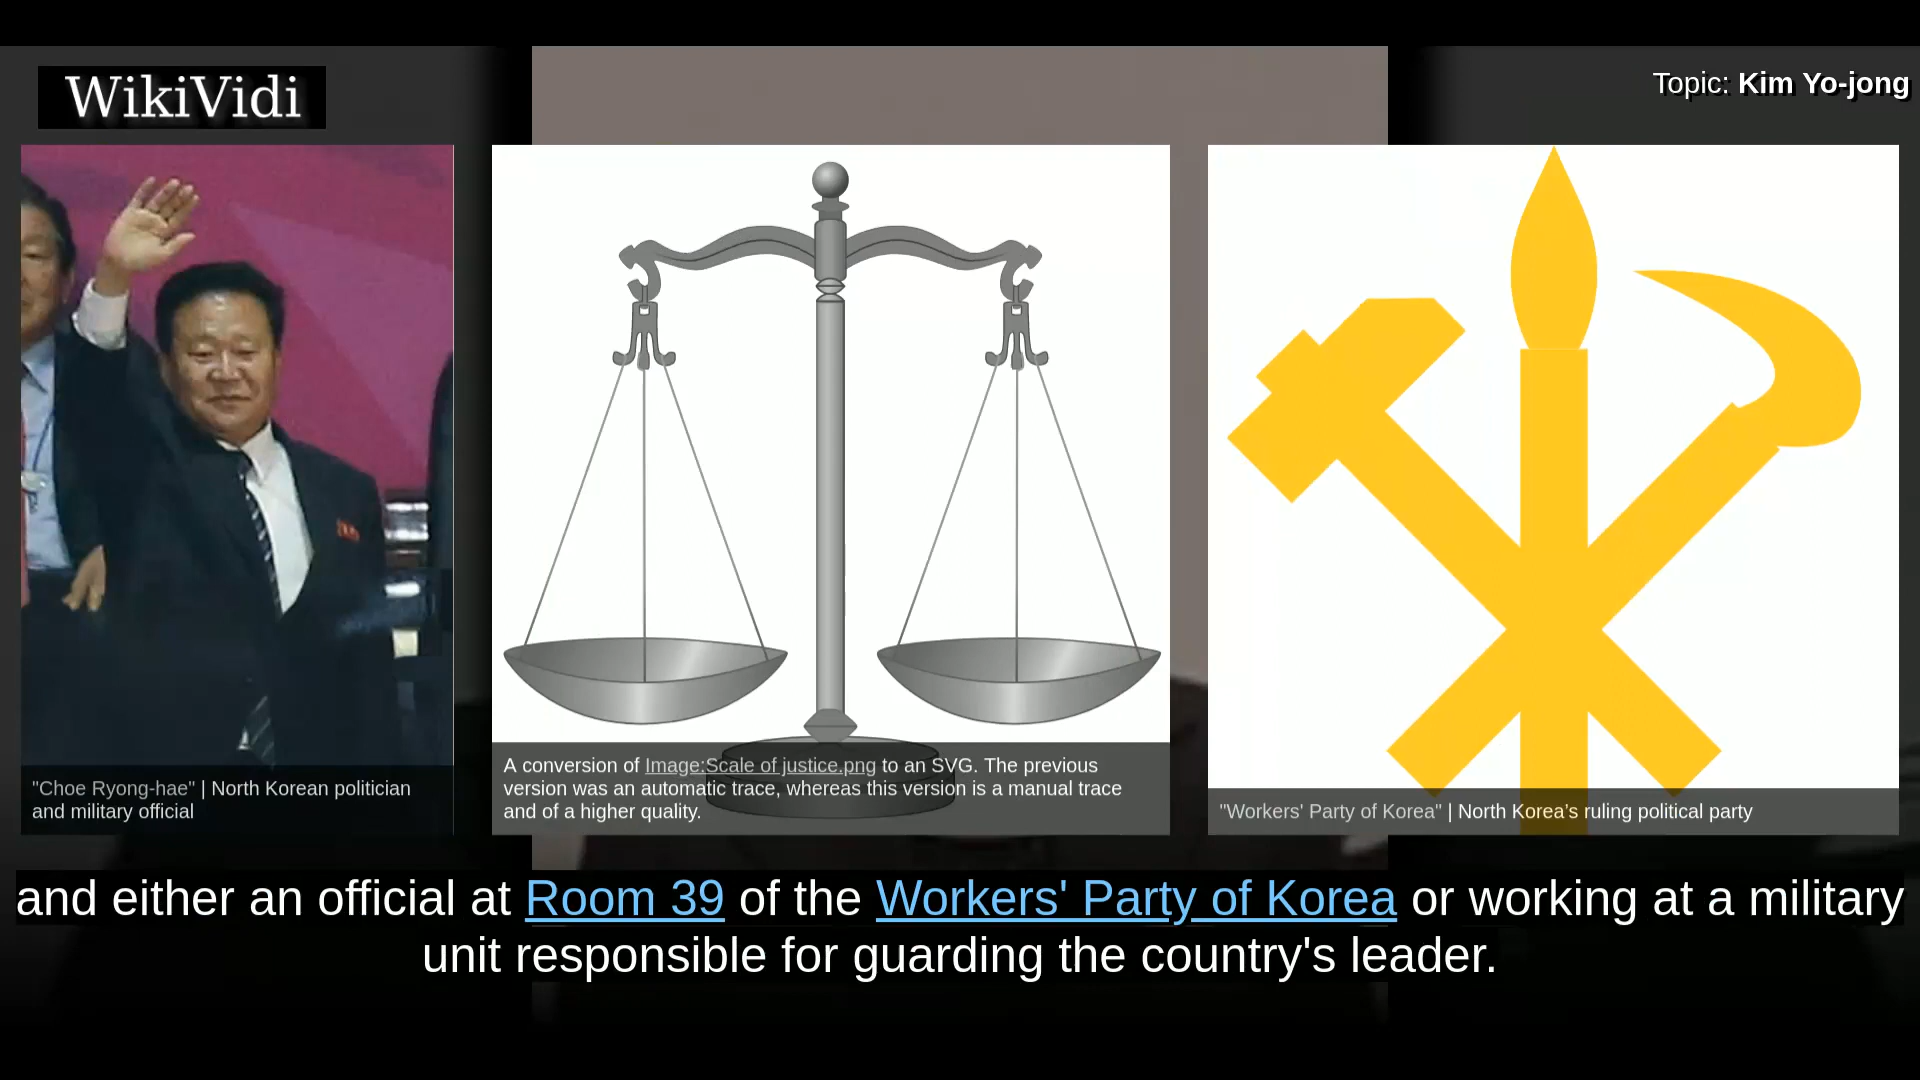 WikiVidi
Topic: Kim Yo-jong
"Choe Ryong-hae" | North Korean politician
and military official
A conversion of Image:Scale of justice.png to an SVG. The previous
version was an automatic trace, whereas this version is a manual trace
and of a higher quality.
"Workers' Party of Korea" | North Korea's ruling political party
and either an official at Room 39 of the Workers' Party of Korea or working at a military
unit responsible for guarding the country's leader.